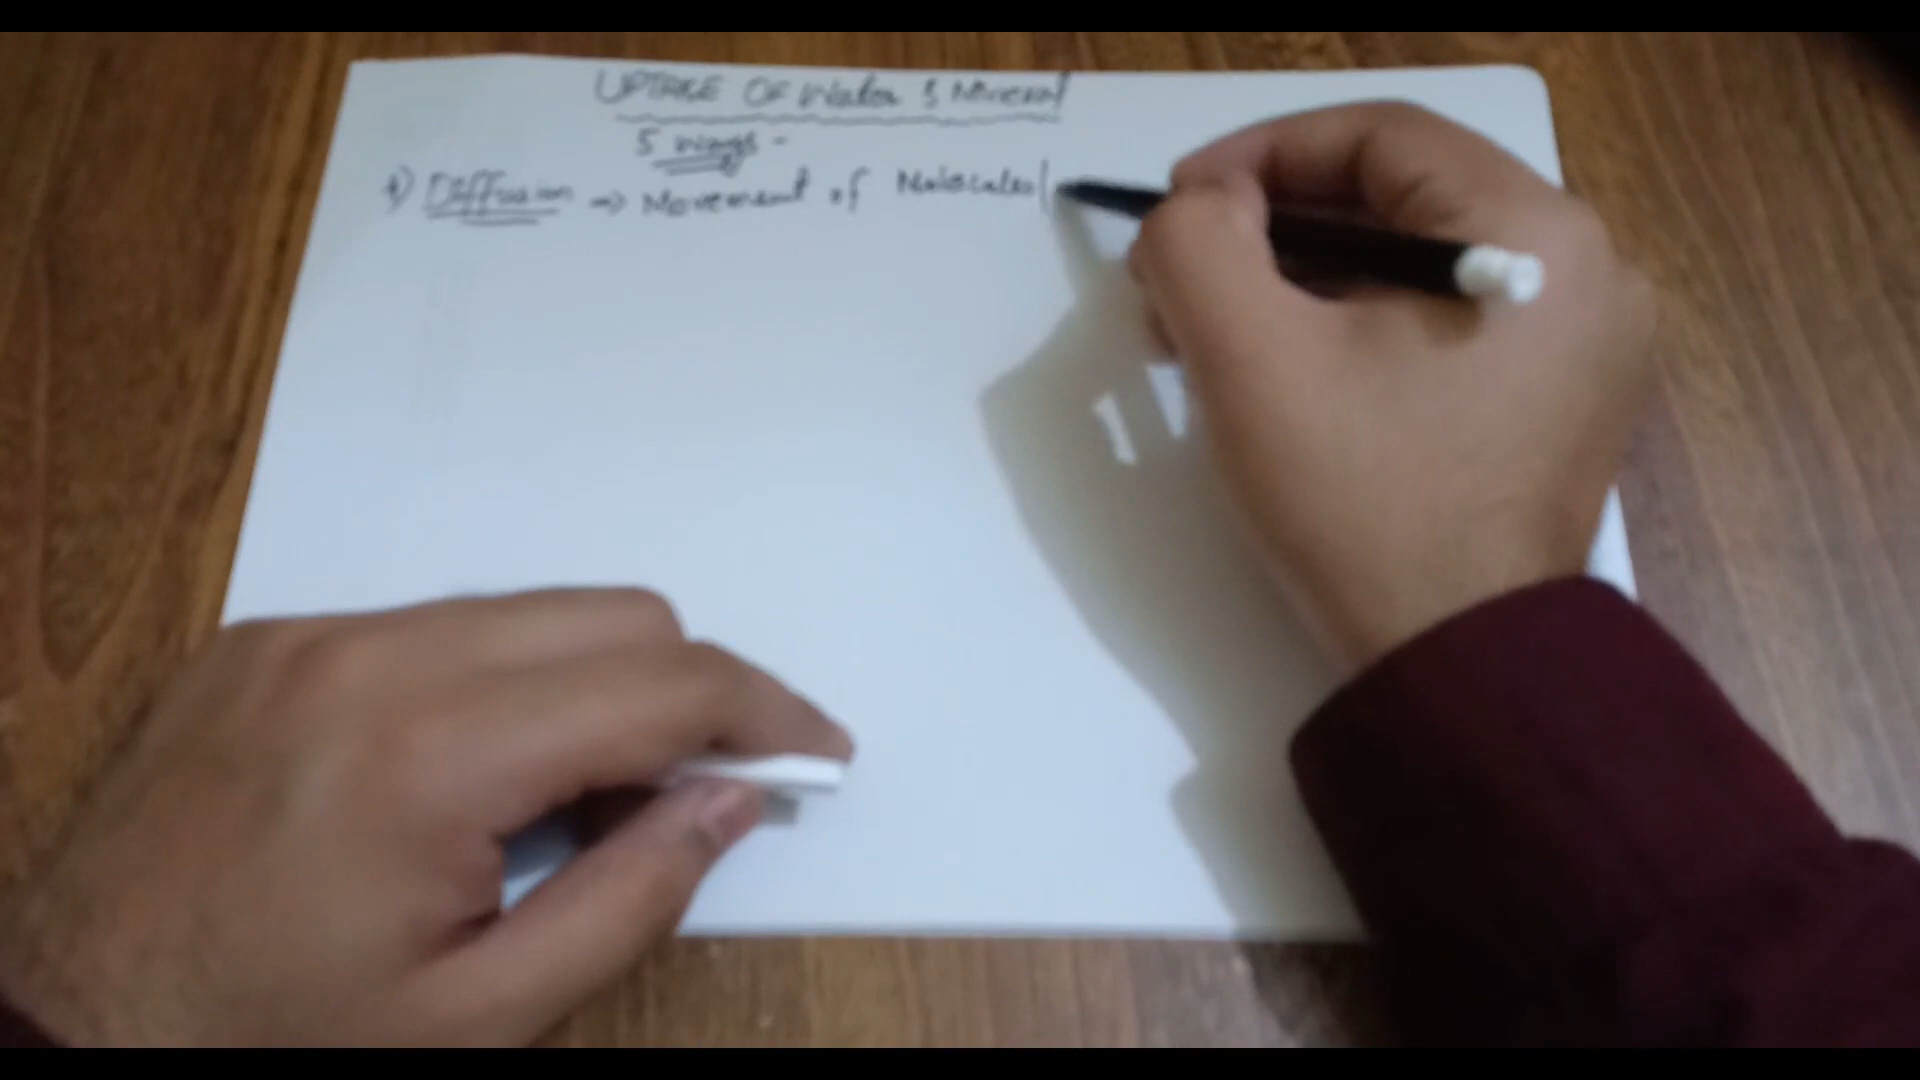 UPTAKE OF Water & Mineral
5 Ways -
1) Diffusion => Movement of Molecules/